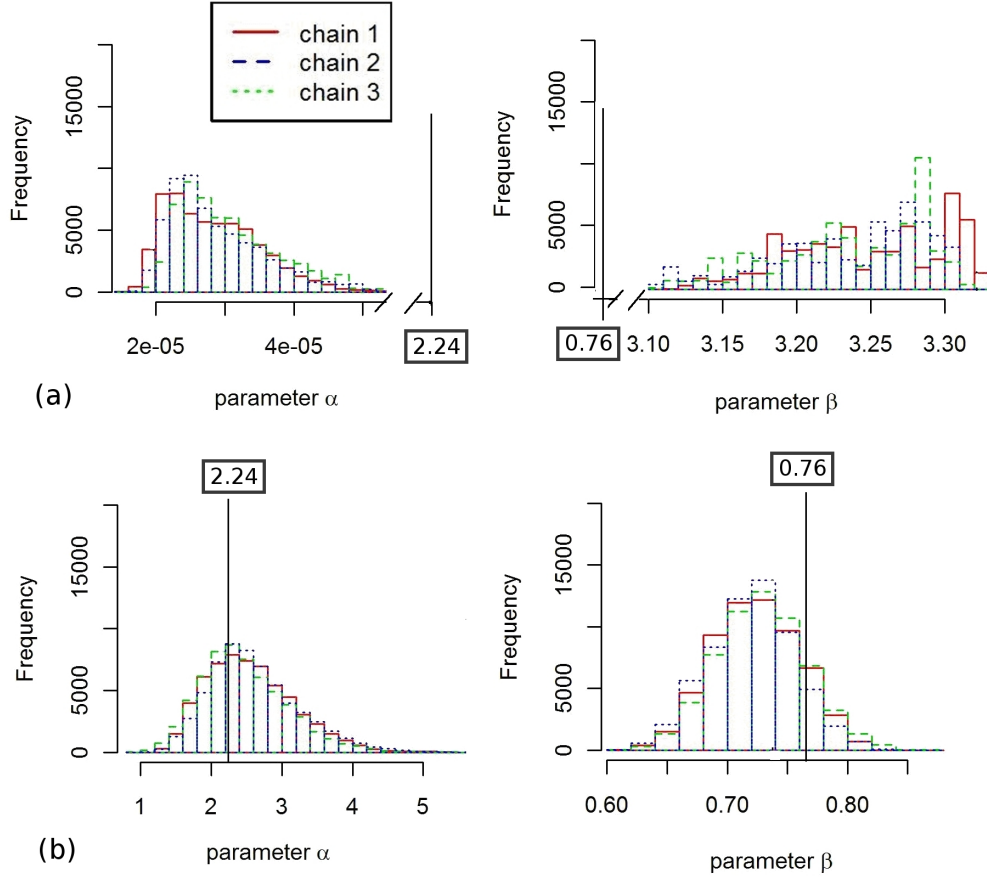 chain 1
chain 2
chain 3
Frequency
0
5000
15000
2e-05
4e-05
2.24
parameter α
Frequency
0
5000
15000
0.76
3.10
3.15
3.20
3.25
3.30
parameter β
(a)
2.24
Frequency
0
5000
15000
1
2
3
4
5
parameter α
0.76
Frequency
0
5000
15000
0.60
0.70
0.80
parameter β
(b)